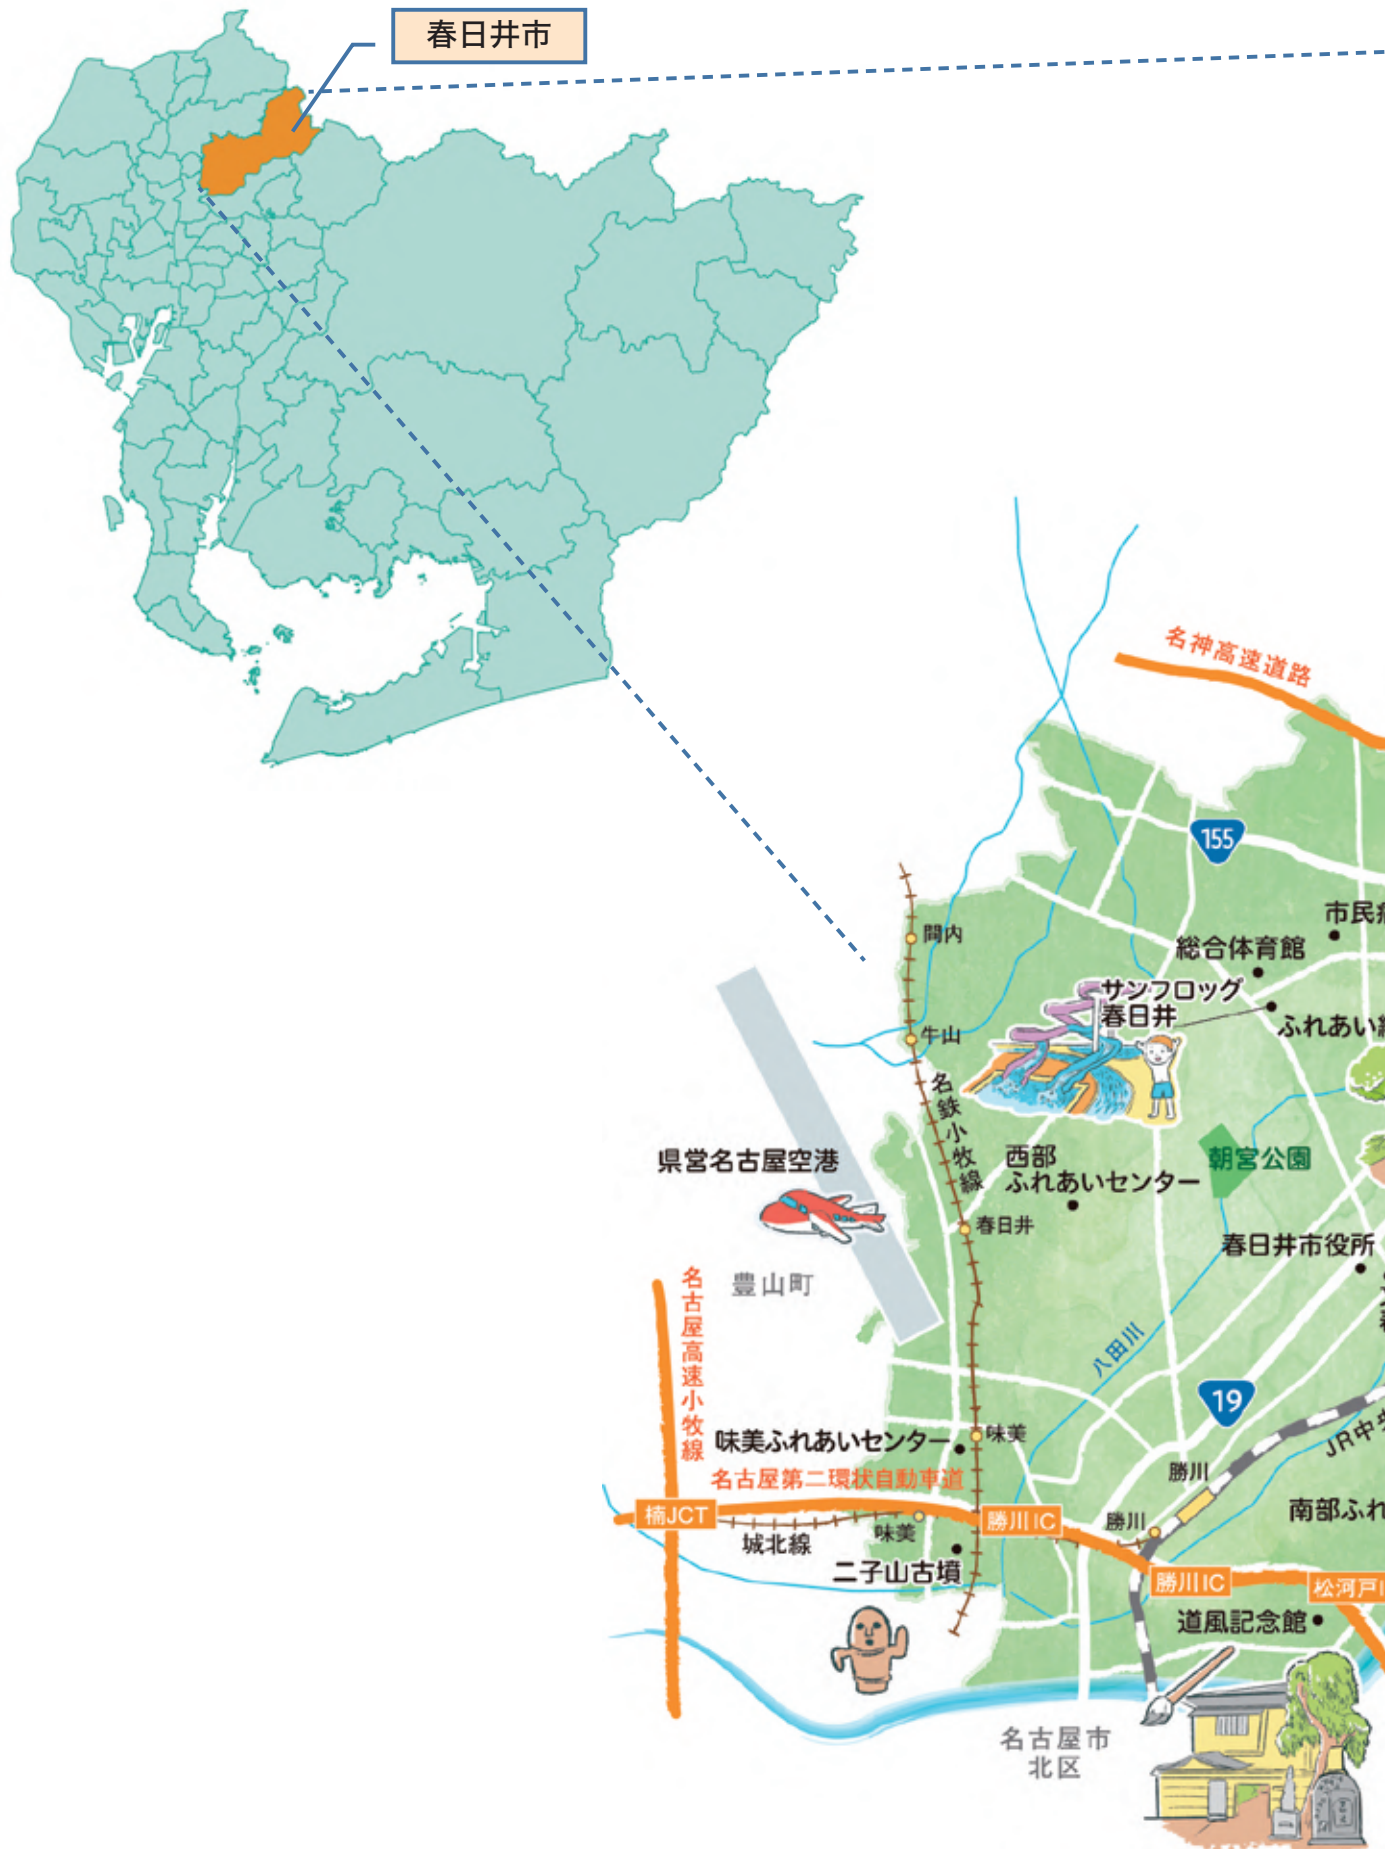 春日井市
名神高速道路
155
市民
間内
総合体育館
サンフロッグ
春日井
ふれあい
牛山
名鉄小牧線
県営名古屋空港
西部
ふれあいセンター
朝宮公園
春日井
春日井市役所
豊山町
名古屋高速小牧線
八田川
19
味美ふれあいセンター
味美
JR中央
名古屋第二環状自動車道
勝川
楠JCT
勝川IC
勝川
南部ふれ
味美
城北線
二子山古墳
勝川IC
松河戸I
道風記念館
名古屋市
北区